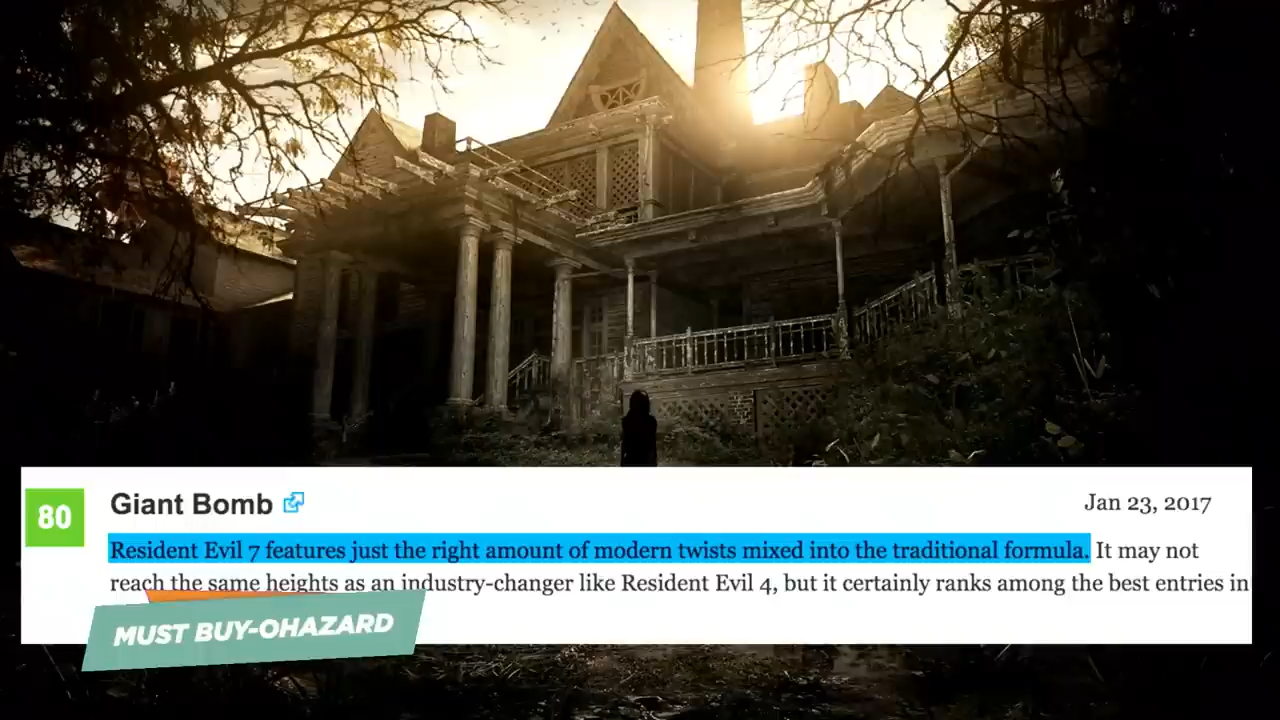 80
Giant Bomb
Jan 23, 2017
Resident Evil 7 features just the right amount of modern twists mixed into the traditional formula. It may not
reach the same heights as an industry-changer like Resident Evil 4, but it certainly ranks among the best entries in
MUST BUY-OHAZARD